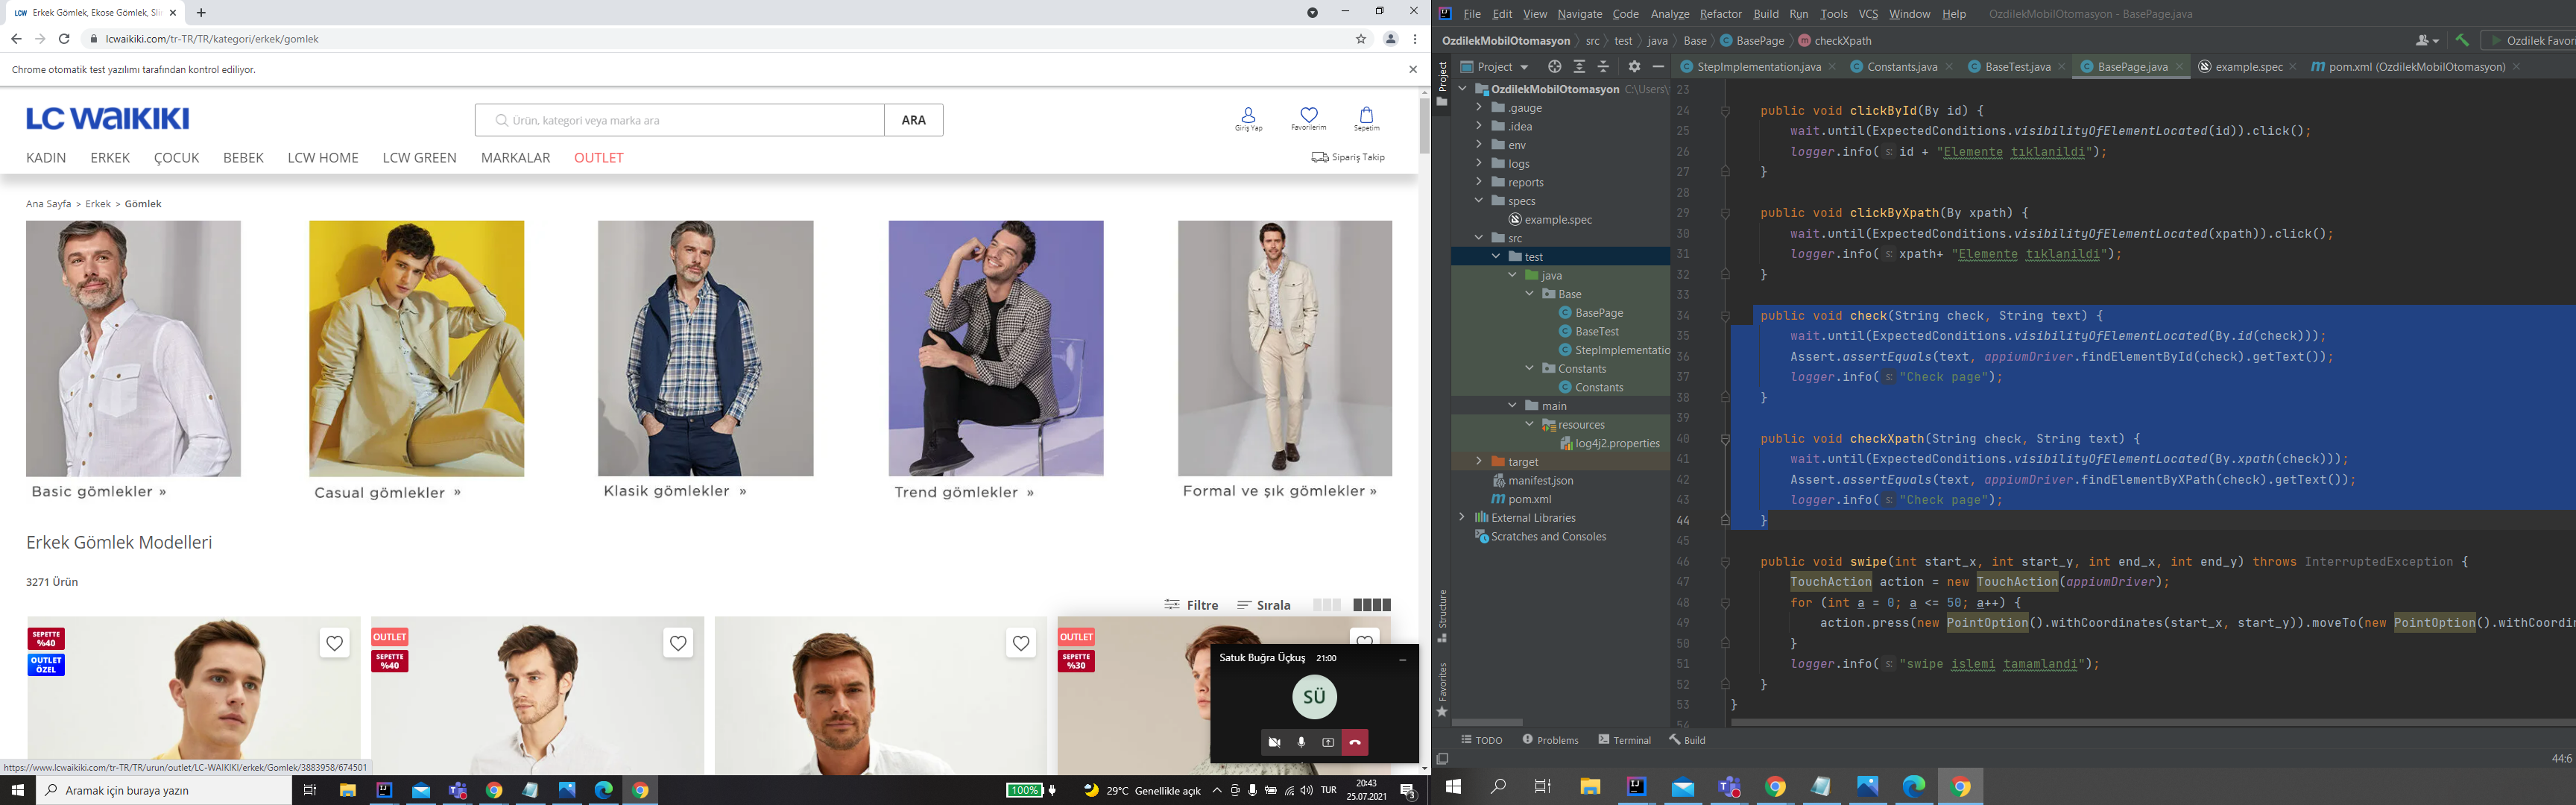 Erkek Gömlek, Ekose Gömlek, Sli
lcwaikiki.com/tr-TR/TR/kategori/erkek/gomlek
Chrome otomatik test yazılımı tarafından kontrol ediliyor.
LC WAIKIKI
Ürün, kategori veya marka ara
ARA
Giriş Yap
Favorilerim
Sepetim
KADIN ERKEK ÇOCUK BEBEK LCW HOME LCW GREEN MARKALAR OUTLET
Sipariş Takip
Ana Sayfa > Erkek > Gömlek
Basic gömlekler »
Casual gömlekler »
Klasik gömlekler »
Trend gömlekler »
Formal ve şık gömlekler »
Erkek Gömlek Modelleri
3271 Ürün
Filtre
Sırala
SEPETTE
%40
OUTLET
ÖZEL
OUTLET
SEPETTE
%40
OUTLET
SEPETTE
%30
Satuk Buğra Üçkuş 21:00
SÜ
https://www.lcwaikiki.com/tr-TR/TR/urun/outlet/LC-WAIKIKI/erkek/Gomlek/3883958/674501
Aramak için buraya yazın
100%
29°C Genellikle açık
TUR
20:43
25.07.2021
3
File Edit View Navigate Code Analyze Refactor Build Run Tools VCS Window Help OzdilekMobilOtomasyon - BasePage.java
OzdilekMobilOtomasyon src test java Base BasePage checkXpath
Ozdilek Favori
Project
StepImplementation.java Constants.java BaseTest.java BasePage.java example.spec pom.xml (OzdilekMobilOtomasyon)
Project
Structure
Favorites
OzdilekMobilOtomasyon C:\Users\
.gauge
.idea
env
logs
reports
specs
example.spec
src
test
java
Base
BasePage
BaseTest
StepImplementatio
Constants
Constants
main
resources
log4j2.properties
target
manifest.json
pom.xml
External Libraries
Scratches and Consoles
23
24 public void clickById(By id) {
25 wait.until(ExpectedConditions.visibilityOfElementLocated(id)).click();
26 logger.info( s: id + "Elemente tıklanildi");
27 }
28
29 public void clickByXpath(By xpath) {
30 wait.until(ExpectedConditions.visibilityOfElementLocated(xpath)).click();
31 logger.info( s: xpath+ "Elemente tıklanildi");
32 }
33
34 public void check(String check, String text) {
35 wait.until(ExpectedConditions.visibilityOfElementLocated(By.id(check)));
36 Assert.assertEquals(text, appiumDriver.findElementById(check).getText());
37 logger.info( s: "Check page");
38 }
39
40 public void checkXpath(String check, String text) {
41 wait.until(ExpectedConditions.visibilityOfElementLocated(By.xpath(check)));
42 Assert.assertEquals(text, appiumDriver.findElementByXPath(check).getText());
43 logger.info( s: "Check page");
44 }
45
46 public void swipe(int start_x, int start_y, int end_x, int end_y) throws InterruptedException {
47 TouchAction action = new TouchAction(appiumDriver);
48 for (int a = 0; a <= 50; a++) {
49 action.press(new PointOption().withCoordinates(start_x, start_y)).moveTo(new PointOption().withCoordin
50 }
51 logger.info( s: "swipe islemi tamamlandi");
52 }
53 }
54
TODO Problems Terminal Build
44:6